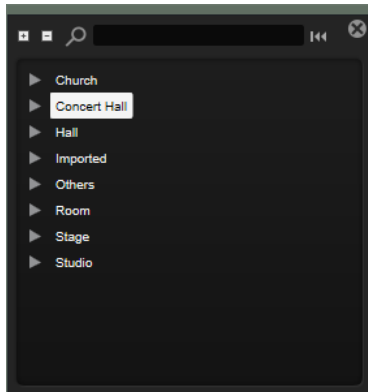 Church
Concert Hall
Hall
Imported
Others
Room
Stage
Studio